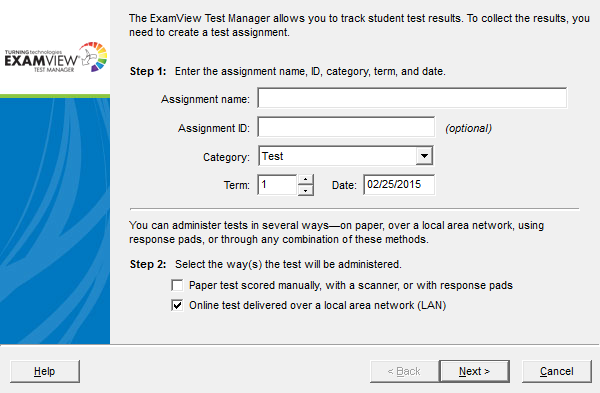 The ExamView Test Manager allows you to track student test results. To collect the results, you
need to create a test assignment.
TURNING technologies
EXAMVIEW®
TEST MANAGER
Step 1: Enter the assignment name, ID, category, term, and date.
Assignment name:
Assignment ID: (optional)
Category: Test
Term: 1 Date: 02/25/2015
You can administer tests in several ways—on paper, over a local area network, using
response pads, or through any combination of these methods.
Step 2: Select the way(s) the test will be administered.
Paper test scored manually, with a scanner, or with response pads
Online test delivered over a local area network (LAN)
Help < Back Next > Cancel